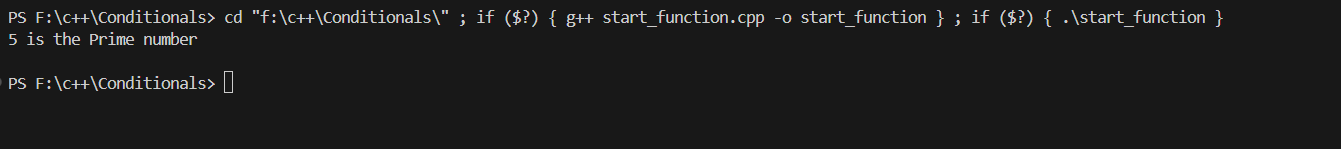 PS F:\c++\Conditionals> cd "f:\c++\Conditionals\" ; if ($?) { g++ start_function.cpp -o start_function } ; if ($?) { .\start_function }
5 is the Prime number
PS F:\c++\Conditionals>